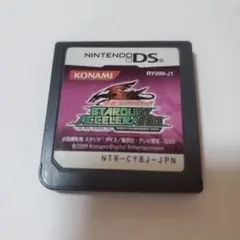 NINTENDO DS
KONAMI
RY099-J1
STARDUST
ACCELERATOR
©2009 Konami Digital Entertainment
NTR-CYBJ-JPN